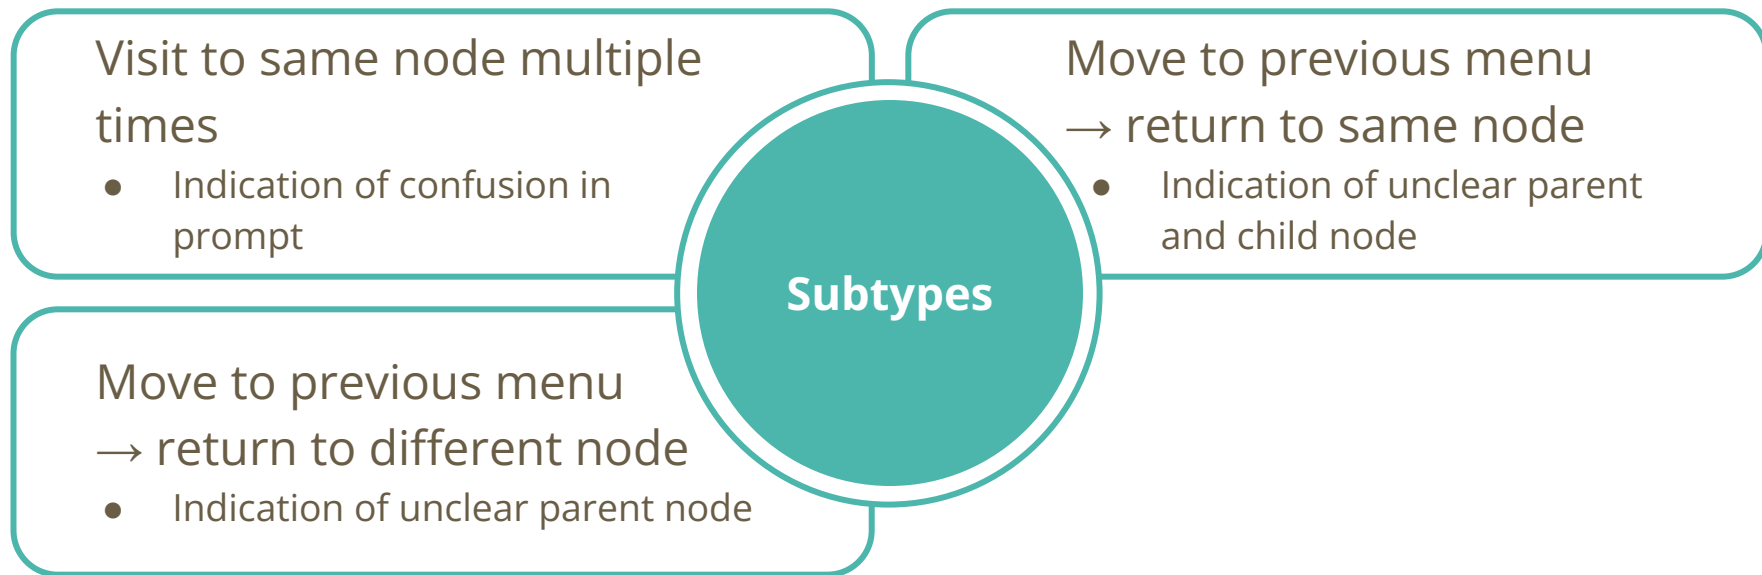 Visit to same node multiple
times
● Indication of confusion in
prompt
Move to previous menu
→ return to same node
● Indication of unclear parent
and child node
Subtypes
Move to previous menu
→ return to different node
● Indication of unclear parent node